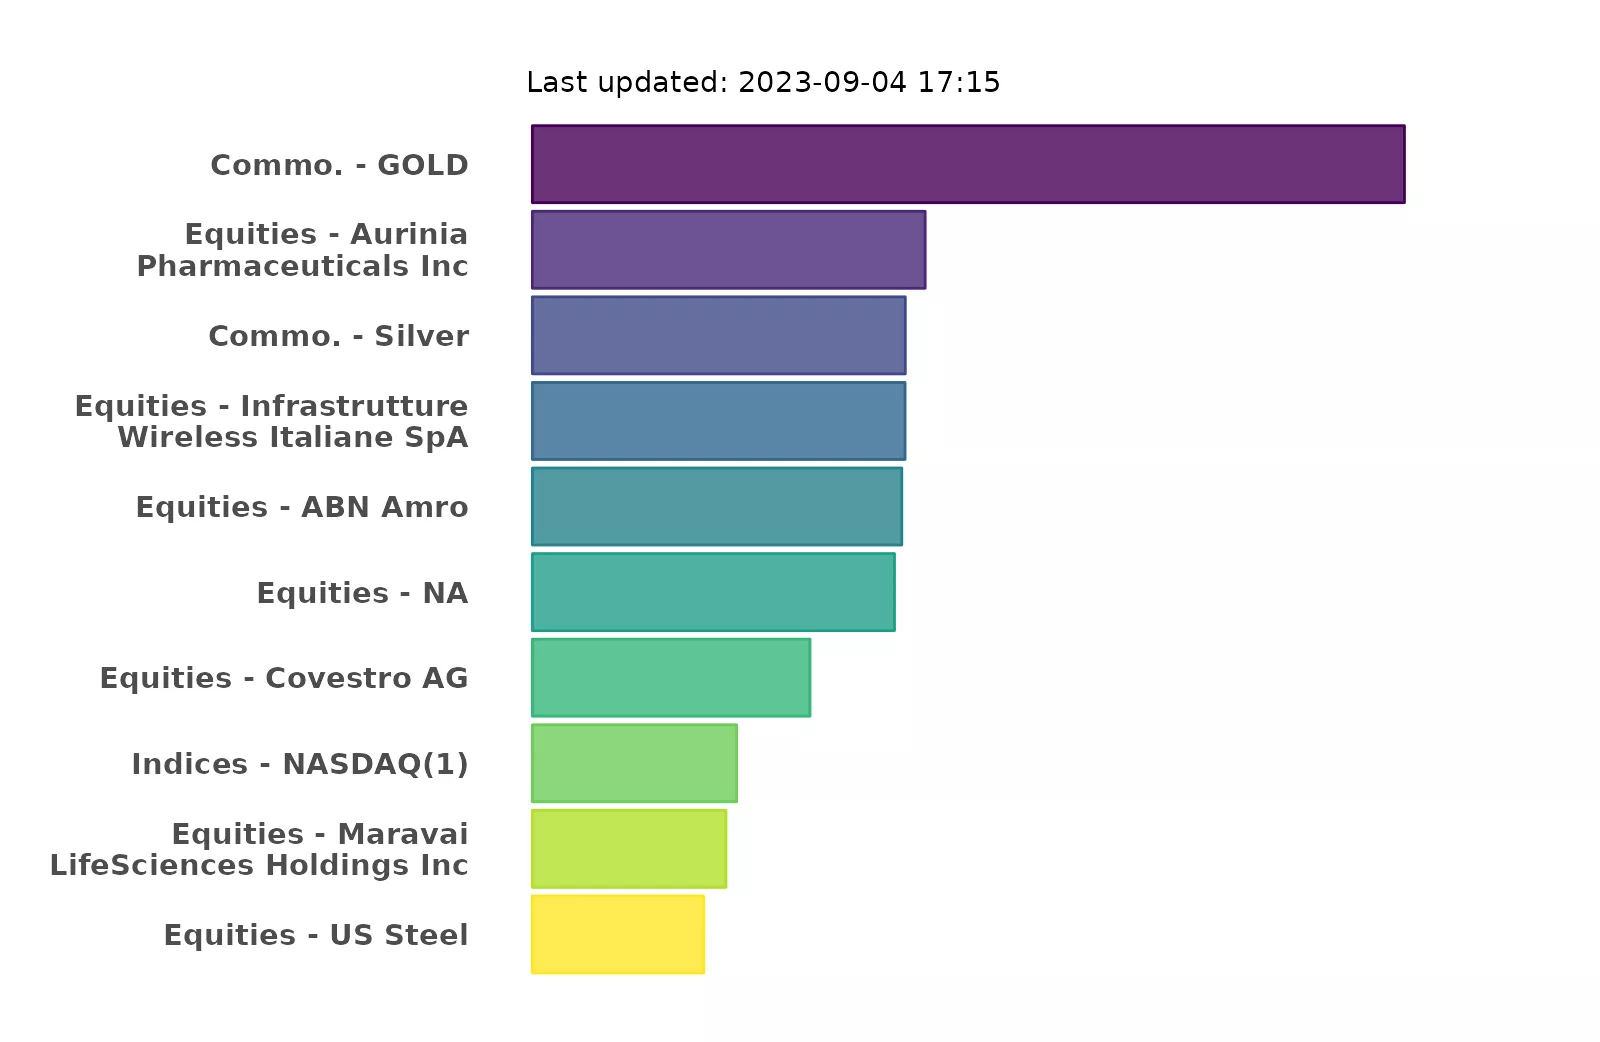 Last updated: 2023-09-04 17:15
Commo. - GOLD
Equities - Aurinia
Pharmaceuticals Inc
Commo. - Silver
Equities - Infrastrutture
Wireless Italiane SpA
Equities - ABN Amro
Equities - NA
Equities - Covestro AG
Indices - NASDAQ(1)
Equities - Maravai
LifeSciences Holdings Inc
Equities - US Steel